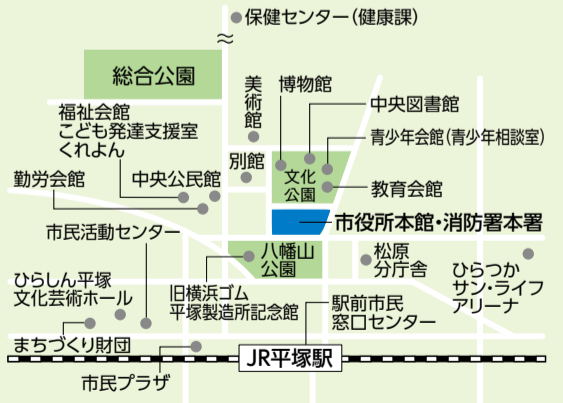 保健センター(健康課)
総合公園
美術館
博物館
中央図書館
福祉会館
こども発達支援室
くれよん
青少年会館(青少年相談室)
別館
文化
公園
勤労会館
中央公民館
教育会館
市役所本館・消防署本署
市民活動センター
八幡山
公園
松原
分庁舎
ひらつか
サン・ライフ
アリーナ
ひらしん平塚
文化芸術ホール
旧横浜ゴム
平塚製造所記念館
駅前市民
窓口センター
まちづくり財団
JR平塚駅
市民プラザ